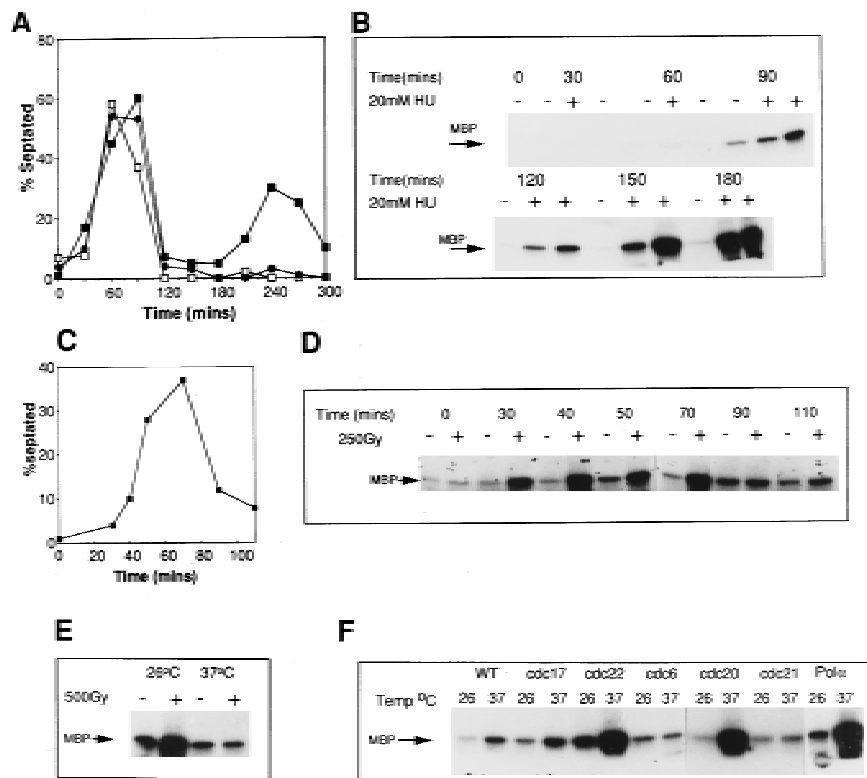 A
80
60
40
20
0
% Septated
0 60 120 180 240 300
Time (mins)
B
Time(mins) 0 30 60 90
20mM HU - - + - - + - - + +
MBP
Time(mins) 120 150 180
20mM HU - + + - + + - + +
MBP
C
40
30
20
10
0
%septated
0 20 40 60 80 100
Time (mins)
D
Time (mins) 0 30 40 50 70 90 110
250Gy - + - + - + - + - + - + - +
MBP
E
26ºC 37ºC
500Gy - + - +
MBP
F
WT cdc17 cdc22 cdc6 cdc20 cdc21 Polα
Temp ºC 26 37 26 37 26 37 26 37 26 37 26 37 26 37
MBP